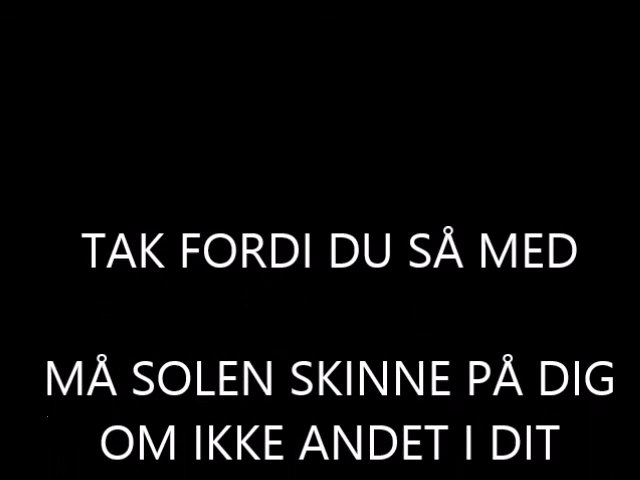 TAK FORDI DU SÅ MED
MÅ SOLEN SKINNE PÅ DIG
OM IKKE ANDET I DIT